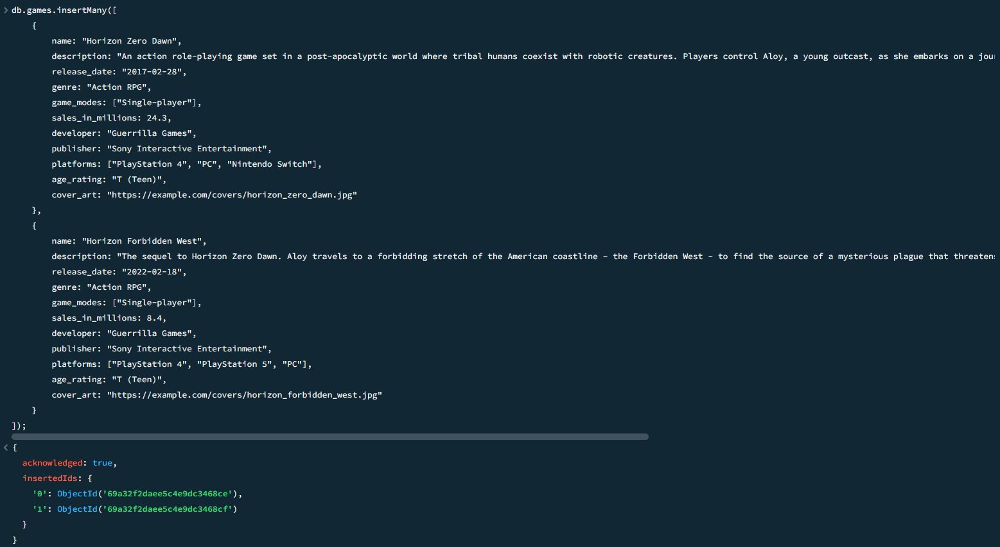 db.games.insertMany([
{
name: "Horizon Zero Dawn",
description: "An action role-playing game set in a post-apocalyptic world where tribal humans coexist with robotic creatures. Players control Aloy, a young outcast, as she embarks on a
release_date: "2017-02-28",
genre: "Action RPG",
game_modes: ["Single-player"],
sales_in_millions: 24.3,
developer: "Guerrilla Games",
publisher: "Sony Interactive Entertainment",
platforms: ["PlayStation 4", "PC", "Nintendo Switch"],
age_rating: "T (Teen)",
cover_art: "https://example.com/covers/horizon_zero_dawn.jpg"
},
{
name: "Horizon Forbidden West",
description: "The sequel to Horizon Zero Dawn. Aloy travels to a forbidding stretch of the American coastline - the Forbidden West - to find the source of a mysterious plague that threatens
release_date: "2022-02-18",
genre: "Action RPG",
game_modes: ["Single-player"],
sales_in_millions: 8.4,
developer: "Guerrilla Games",
publisher: "Sony Interactive Entertainment",
platforms: ["PlayStation 4", "PlayStation 5", "PC"],
age_rating: "T (Teen)",
cover_art: "https://example.com/covers/horizon_forbidden_west.jpg"
}
]);
{
acknowledged: true,
insertedIds: {
'0': ObjectId('69a32f2daee5c4e9dc3468ce'),
'1': ObjectId('69a32f2daee5c4e9dc3468cf')
}
}